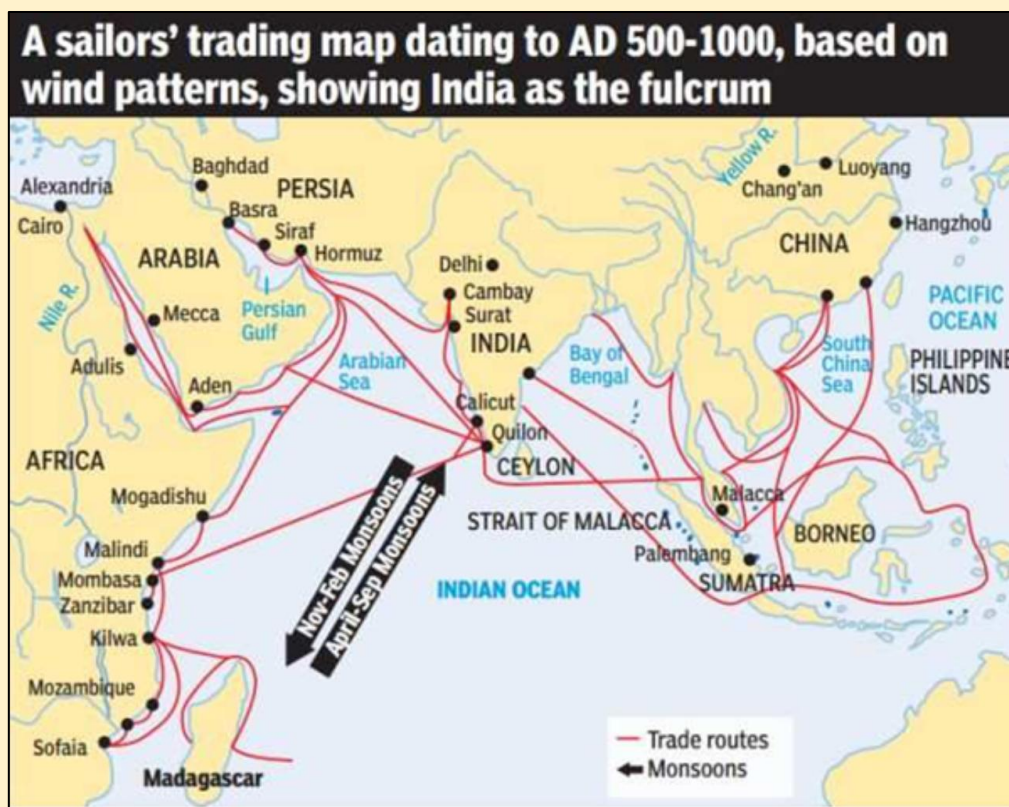 A sailors' trading map dating to AD 500-1000, based on
wind patterns, showing India as the fulcrum
Baghdad
PERSIA
Alexandria
Cairo
Basra
Siraf
Hormuz
ARABIA
Nile R.
Mecca
Persian
Gulf
Adulis
Aden
Arabian
Sea
Delhi
Cambay
Surat
INDIA
Bay of
Bengal
Calicut
Quilon
CEYLON
Yellow R.
Luoyang
Chang'an
Hangzhou
CHINA
PACIFIC
OCEAN
South
China
Sea
PHILIPPINE
ISLANDS
AFRICA
Mogadishu
Malindi
Mombasa
Zanzibar
Kilwa
Mozambique
Sofaia
Madagascar
Nov-Feb Monsoons
April-Sep Monsoons
STRAIT OF MALACCA
Malacca
BORNEO
Palembang
SUMATRA
INDIAN OCEAN
Trade routes
Monsoons